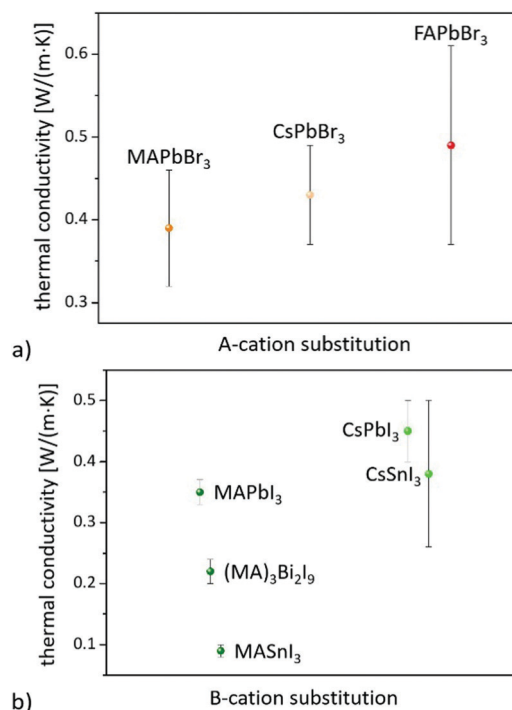 FAPbBr₃
0.6
CsPbBr₃
0.5
MAPbBr₃
0.4
0.3
thermal conductivity [W/(m·K)]
a)
A-cation substitution
0.5
CsPbI₃
CsSnI₃
0.4
MAPbI₃
0.3
(MA)₃Bi₂I₉
0.2
MASnI₃
0.1
thermal conductivity [W/(m·K)]
b)
B-cation substitution